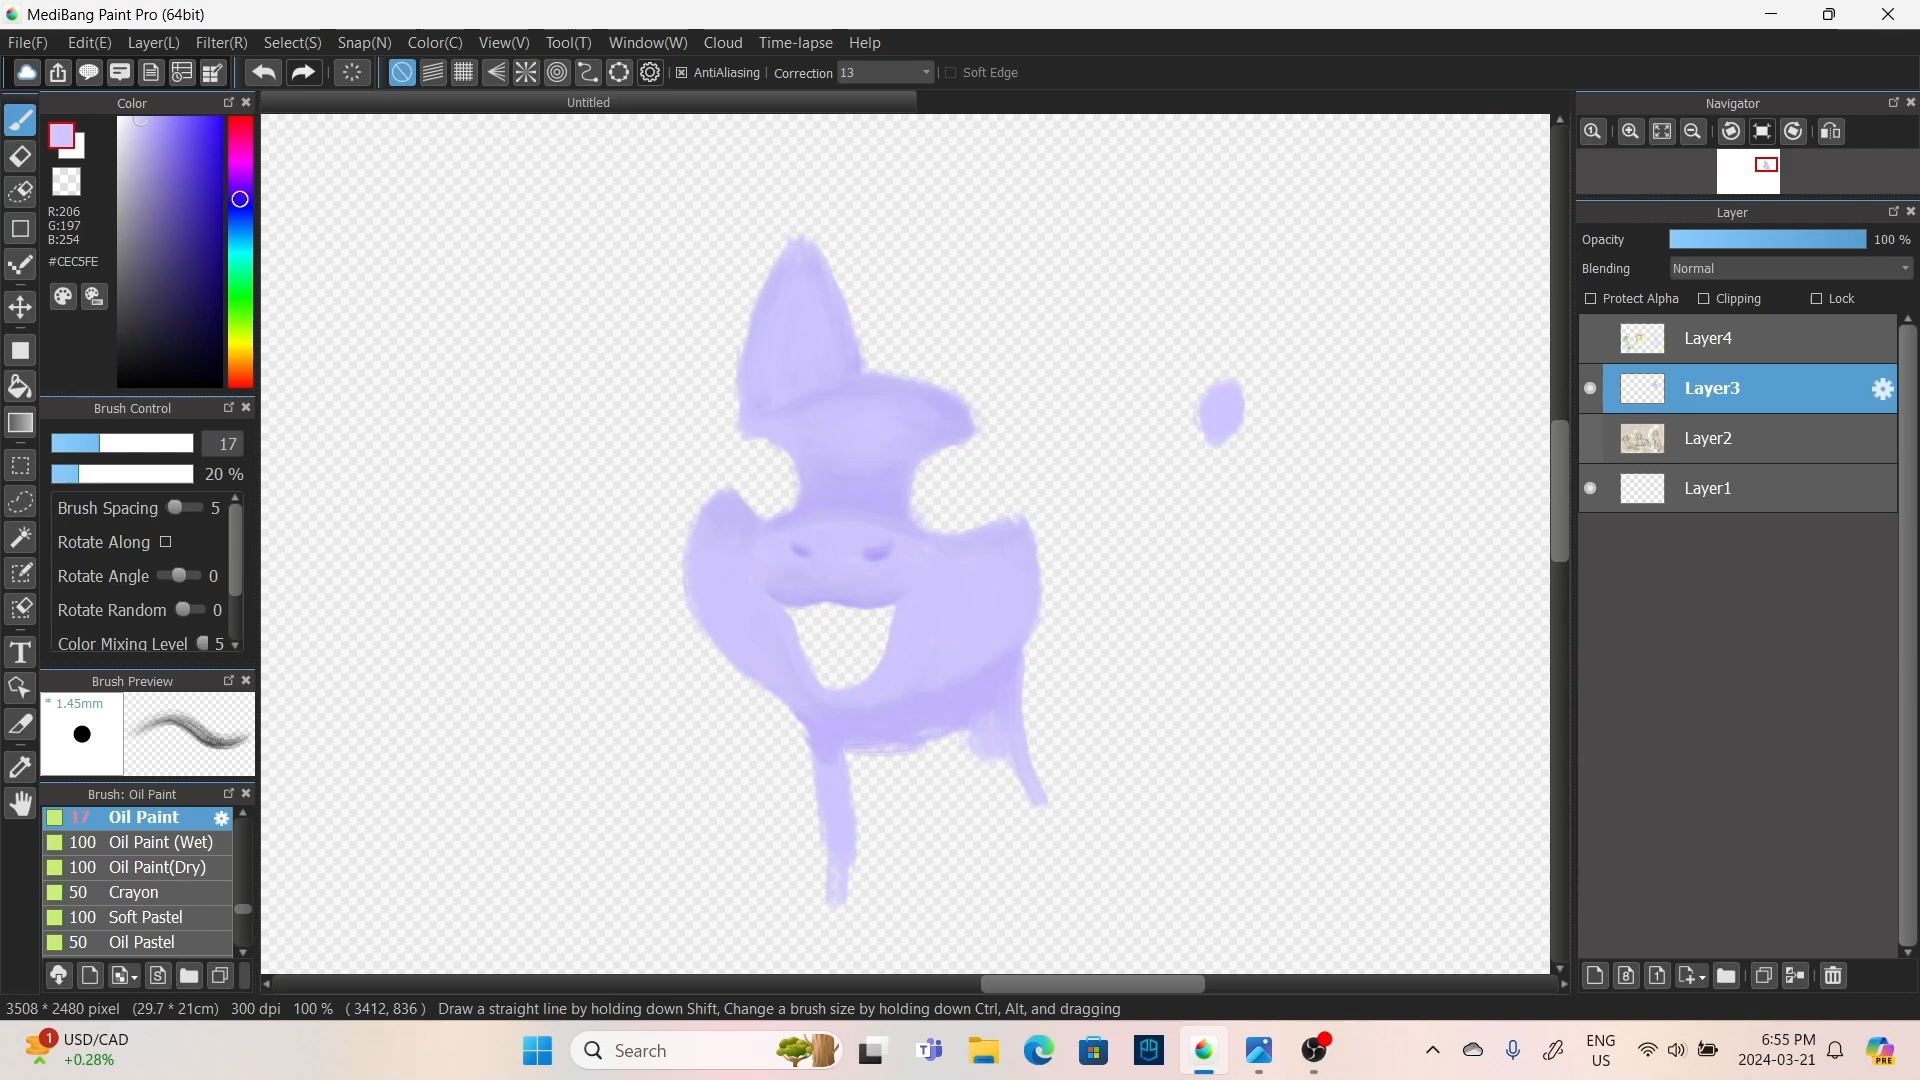 MediBang Paint Pro (64bit)
File(F) Edit(E) Layer(L) Filter(R) Select(S) Snap(N) Color(C) View(V) Tool(T) Window(W) Cloud Time-lapse Help
AntiAliasing Correction 13 Soft Edge
Color
Untitled
Navigator
R:206
G:197
B:254
#CEC5FE
Layer
Opacity 100 %
Blending Normal
Protect Alpha Clipping Lock
Layer4
Layer3
Layer2
Layer1
Brush Control
17
20 %
Brush Spacing 5
Rotate Along
Rotate Angle 0
Rotate Random 0
Color Mixing Level 5
Brush Preview
* 1.45mm
Brush: Oil Paint
17 Oil Paint
100 Oil Paint (Wet)
100 Oil Paint(Dry)
50 Crayon
100 Soft Pastel
50 Oil Pastel
3508 * 2480 pixel (29.7 * 21cm) 300 dpi 100 % ( 3412, 836 ) Draw a straight line by holding down Shift, Change a brush size by holding down Ctrl, Alt, and dragging
1 USD/CAD
+0.28%
Search
ENG
US
6:55 PM
2024-03-21
PRE